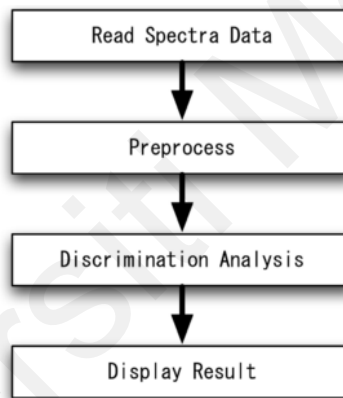 Read Spectra Data
Preprocess
Discrimination Analysis
Display Result